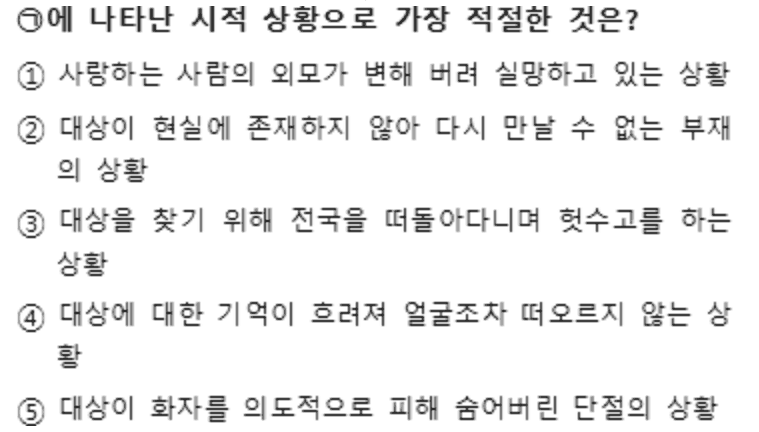 ㉠에 나타난 시적 상황으로 가장 적절한 것은?
① 사랑하는 사람의 외모가 변해 버려 실망하고 있는 상황
② 대상이 현실에 존재하지 않아 다시 만날 수 없는 부재
의 상황
③ 대상을 찾기 위해 전국을 떠돌아다니며 헛수고를 하는
상황
④ 대상에 대한 기억이 흐려져 얼굴조차 떠오르지 않는 상
황
⑤ 대상이 화자를 의도적으로 피해 숨어버린 단절의 상황